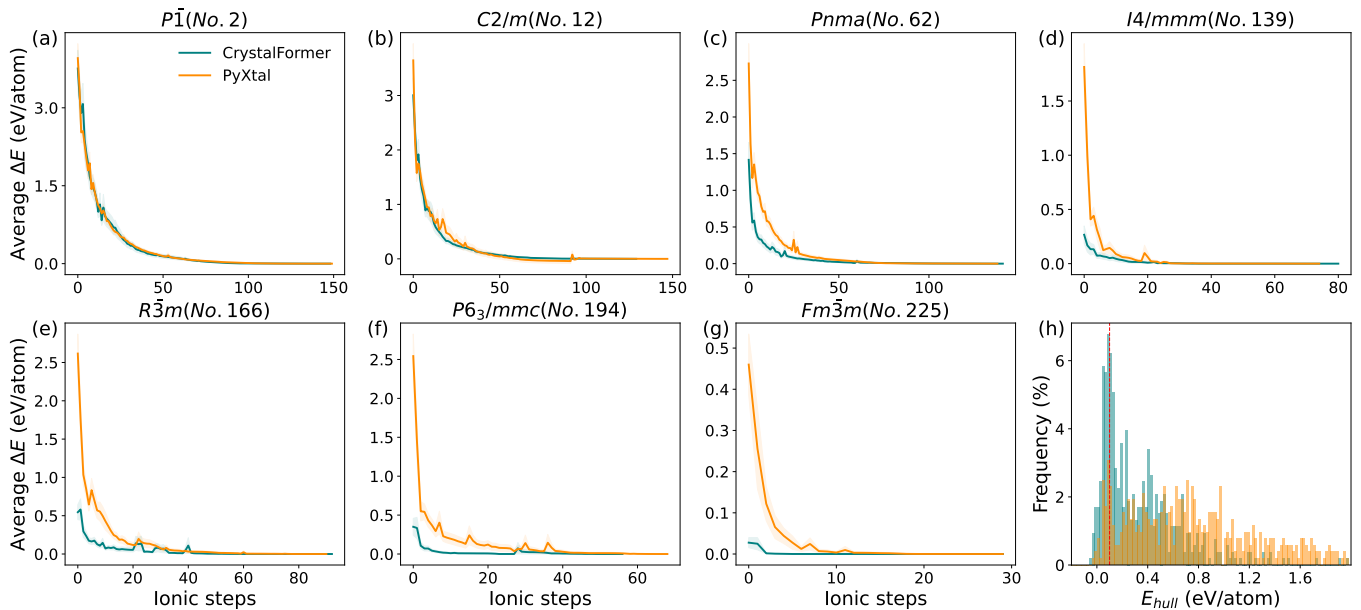 P1̄(No. 2)
(a)
CrystalFormer
PyXtal
Average ΔE (eV/atom)
3.0
1.5
0.0
0 50 100 150
C2/m(No. 12)
(b)
3
2
1
0
0 50 100 150
Pnma(No. 62)
(c)
2.5
2.0
1.5
1.0
0.5
0.0
0 50 100
I4/mmm(No. 139)
(d)
1.5
1.0
0.5
0.0
0 20 40 60 80
R3̄m(No. 166)
(e)
Average ΔE (eV/atom)
2.5
2.0
1.5
1.0
0.5
0.0
0 20 40 60 80
Ionic steps
P6₃/mmc(No. 194)
(f)
2.5
2.0
1.5
1.0
0.5
0.0
0 20 40 60
Ionic steps
Fm3̄m(No. 225)
(g)
0.5
0.4
0.3
0.2
0.1
0.0
0 10 20 30
Ionic steps
(h)
Frequency (%)
6
4
2
0
0.0 0.4 0.8 1.2 1.6
E_hull (eV/atom)